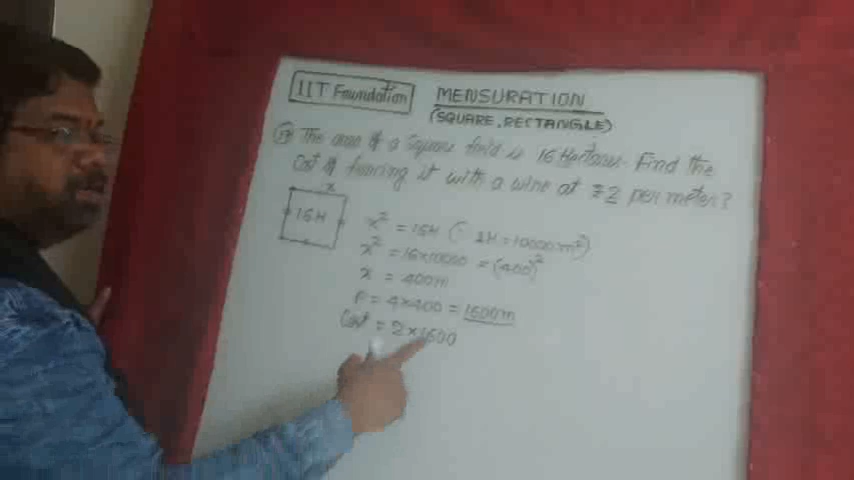 IIT Foundation MENSURATION
(SQUARE, RECTANGLE)
The area of a square field is 16 Hectares. Find the
Cost of fencing it with a wire at ₹2 per meter?
x
16H
x² = 16H (∵ 1H = 10000m²)
x² = 16×10000 = (400)²
x = 400m
P = 4×400 = 1600m
Cost = 2×1600